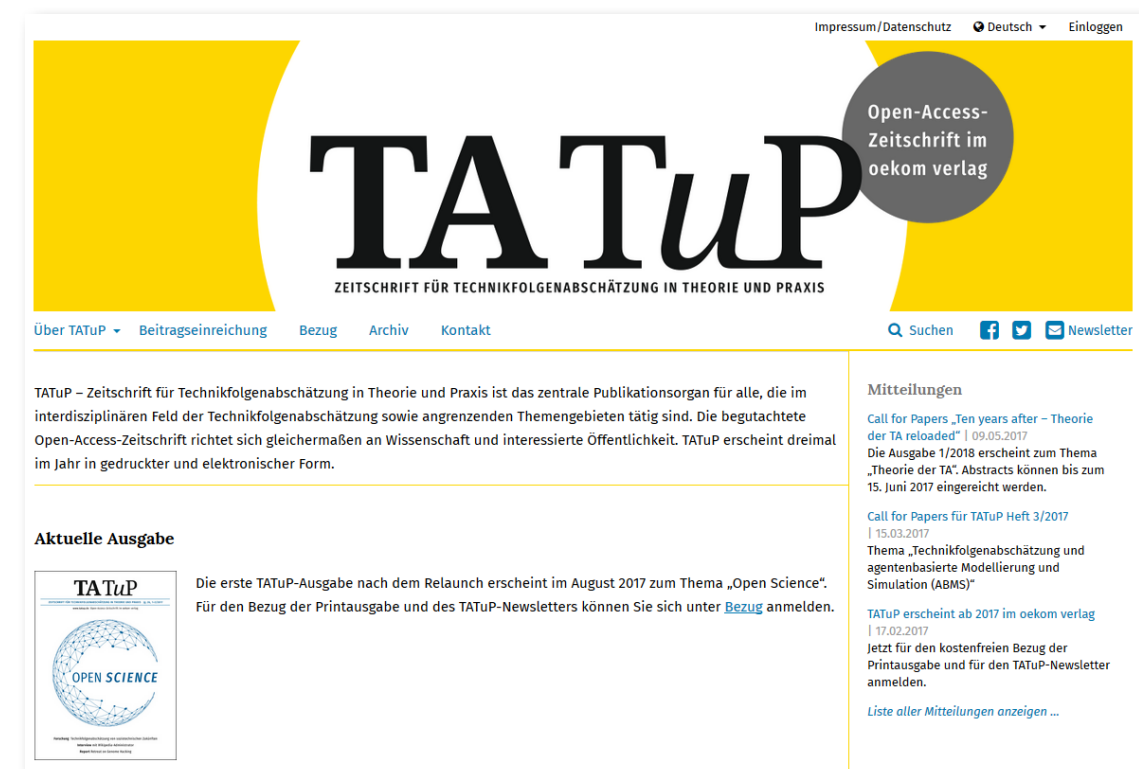 Impressum/Datenschutz Deutsch Einloggen
Open-Access-
Zeitschrift im
oekom verlag
TATuP
ZEITSCHRIFT FÜR TECHNIKFOLGENABSCHÄTZUNG IN THEORIE UND PRAXIS
Über TATuP Beitragseinreichung Bezug Archiv Kontakt Suchen Newsletter
TATuP – Zeitschrift für Technikfolgenabschätzung in Theorie und Praxis ist das zentrale Publikationsorgan für alle, die im
interdisziplinären Feld der Technikfolgenabschätzung sowie angrenzenden Themengebieten tätig sind. Die begutachtete
Open-Access-Zeitschrift richtet sich gleichermaßen an Wissenschaft und interessierte Öffentlichkeit. TATuP erscheint dreimal
im Jahr in gedruckter und elektronischer Form.
Aktuelle Ausgabe
TATuP
OPEN SCIENCE
Die erste TATuP-Ausgabe nach dem Relaunch erscheint im August 2017 zum Thema „Open Science“.
Für den Bezug der Printausgabe und des TATuP-Newsletters können Sie sich unter Bezug anmelden.
Mitteilungen
Call for Papers „Ten years after – Theorie
der TA reloaded“ | 09.05.2017
Die Ausgabe 1/2018 erscheint zum Thema
„Theorie der TA“. Abstracts können bis zum
15. Juni 2017 eingereicht werden.
Call for Papers für TATuP Heft 3/2017
| 15.03.2017
Thema „Technikfolgenabschätzung und
agentenbasierte Modellierung und
Simulation (ABMS)“
TATuP erscheint ab 2017 im oekom verlag
| 17.02.2017
Jetzt für den kostenfreien Bezug der
Printausgabe und für den TATuP-Newsletter
anmelden.
Liste aller Mitteilungen anzeigen ...